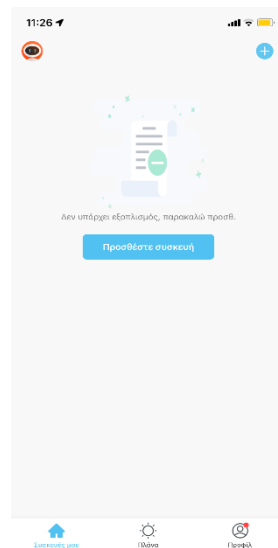 11:26
Δεν υπάρχει εξοπλισμός, παρακαλώ προσθ.
Προσθέστε συσκευή
Συσκευές μου
Πλάνα
Προφίλ